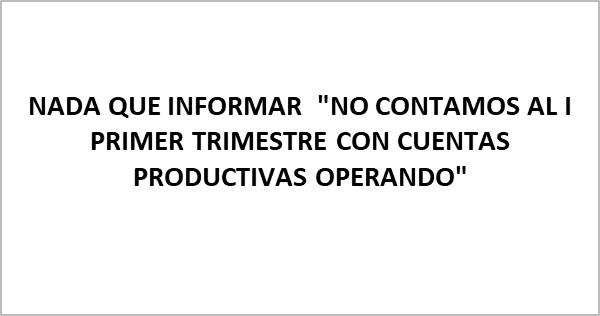 NADA QUE INFORMAR  "NO CONTAMOS AL I
PRIMER TRIMESTRE CON CUENTAS
PRODUCTIVAS OPERANDO"